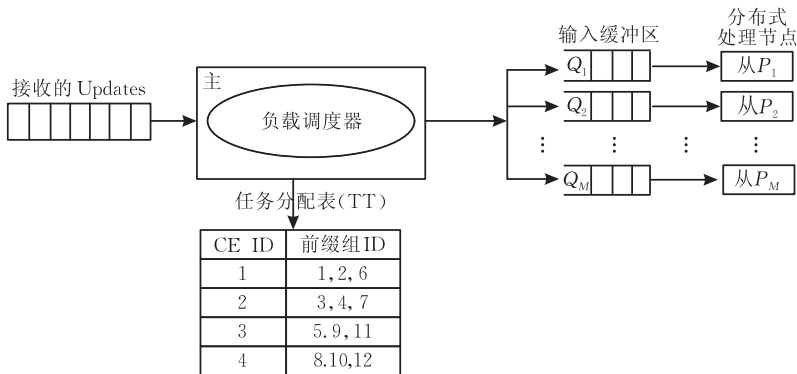 分布式
处理节点
输入缓冲区
接收的 Updates
主
负载调度器
Q1
从P1
Q2
从P2
⋮ ⋮ ⋮ ⋮
QM
从PM
任务分配表(TT)
CE ID 前缀组ID
1 1,2,6
2 3,4,7
3 5.9,11
4 8.10,12